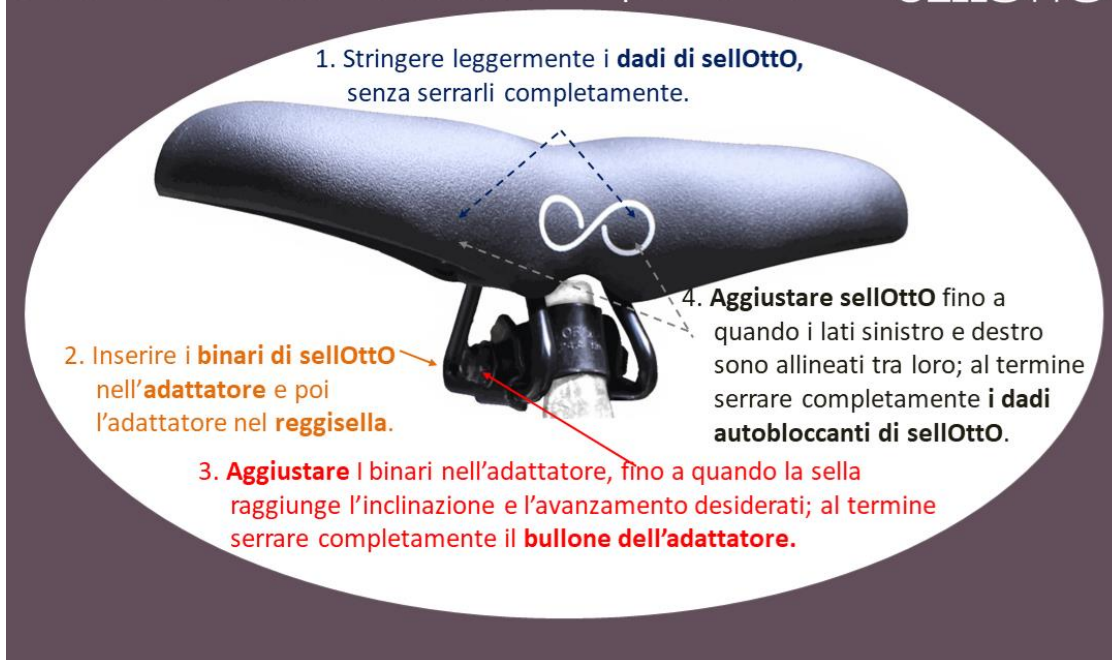 1. Stringere leggermente i dadi di sellOttO,
senza serrarli completamente.
4. Aggiustare sellOttO fino a
quando i lati sinistro e destro
sono allineati tra loro; al termine
serrare completamente i dadi
autobloccanti di sellOttO.
2. Inserire i binari di sellOttO
nell'adattatore e poi
l'adattatore nel reggisella.
3. Aggiustare I binari nell'adattatore, fino a quando la sella
raggiunge l'inclinazione e l'avanzamento desiderati; al termine
serrare completamente il bullone dell'adattatore.